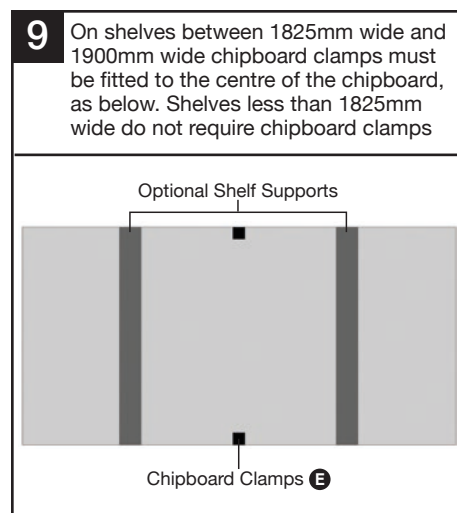 9
On shelves between 1825mm wide and
1900mm wide chipboard clamps must
be fitted to the centre of the chipboard,
as below. Shelves less than 1825mm
wide do not require chipboard clamps
Optional Shelf Supports
Chipboard Clamps E